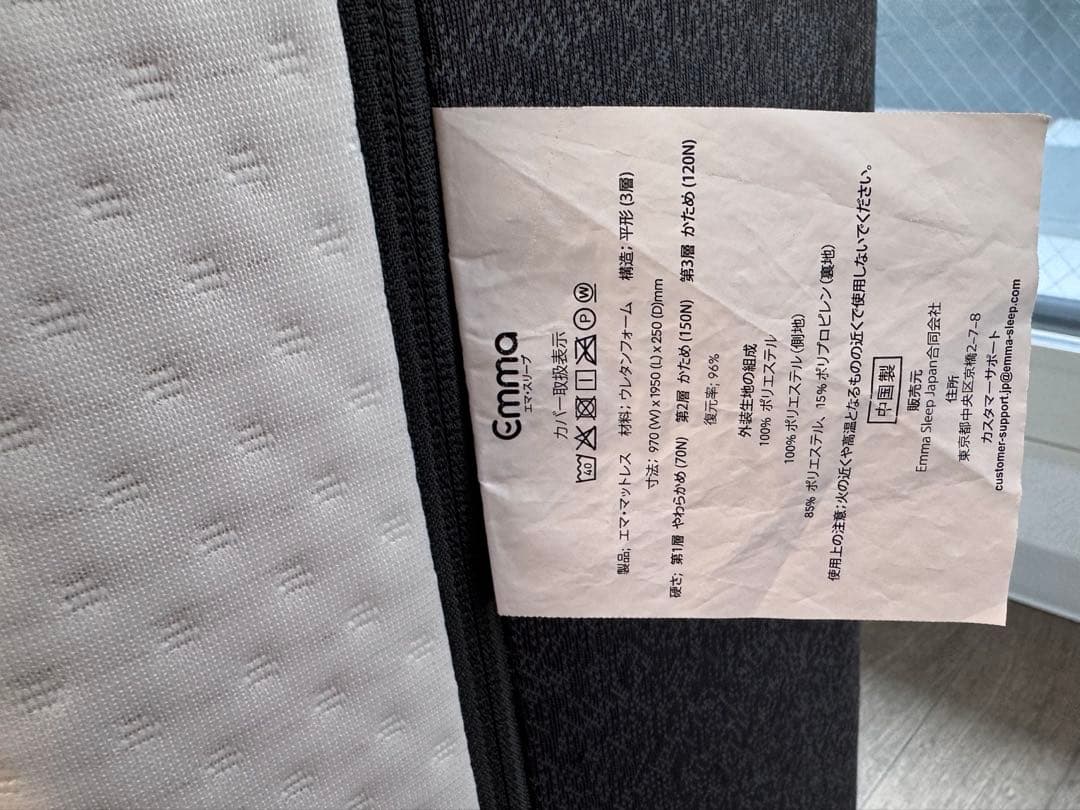 emma
エマ・スリープ
カバー取扱表示
40 P W
製品; エマ・マットレス 材料; ウレタンフォーム 構造; 平形 (3層)
寸法; 970 (W) x 1950 (L) x 250 (D)mm
硬さ; 第1層 やわらかめ (70N) 第2層 かため (150N) 第3層 かため (120N)
復元率; 96%
外装生地の組成
100% ポリエステル
100% ポリエステル (側地)
85% ポリエステル、15% ポリプロピレン (裏地)
使用上の注意; 火の近くや高温となるものの近くで使用しないでください。
中国製
販売元
Emma Sleep Japan合同会社
住所
東京都中央区京橋2-7-8
カスタマーサポート
customer-support.jp@emma-sleep.com